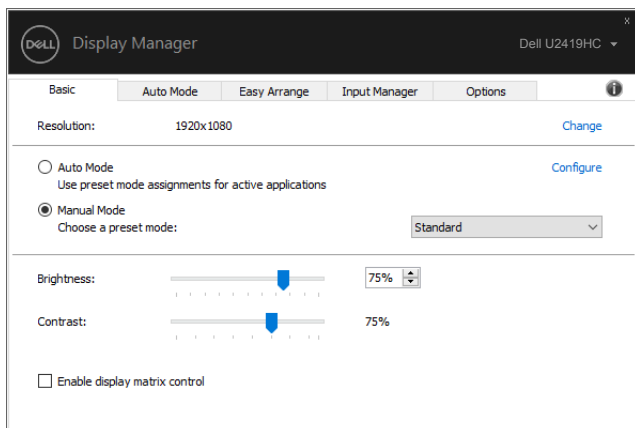 x
DELL Display Manager Dell U2419HC
Basic Auto Mode Easy Arrange Input Manager Options i
Resolution: 1920x1080 Change
Auto Mode Configure
Use preset mode assignments for active applications
Manual Mode
Choose a preset mode: Standard
Brightness: 75%
Contrast: 75%
Enable display matrix control